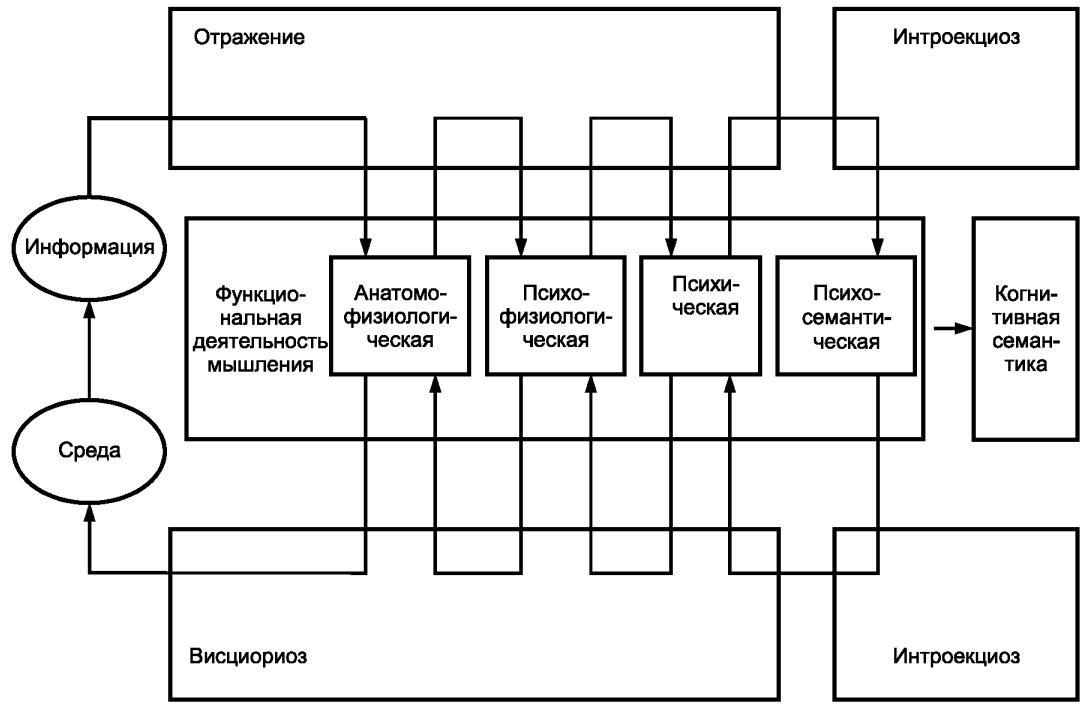 Отражение
Интроекциоз
Информация
Функцио-
нальная
деятельность
мышления
Анатомо-
физиологи-
ческая
Психо-
физиологи-
ческая
Психи-
ческая
Психо-
семанти-
ческая
Когни-
тивная
семан-
тика
Среда
Висциориоз
Интроекциоз